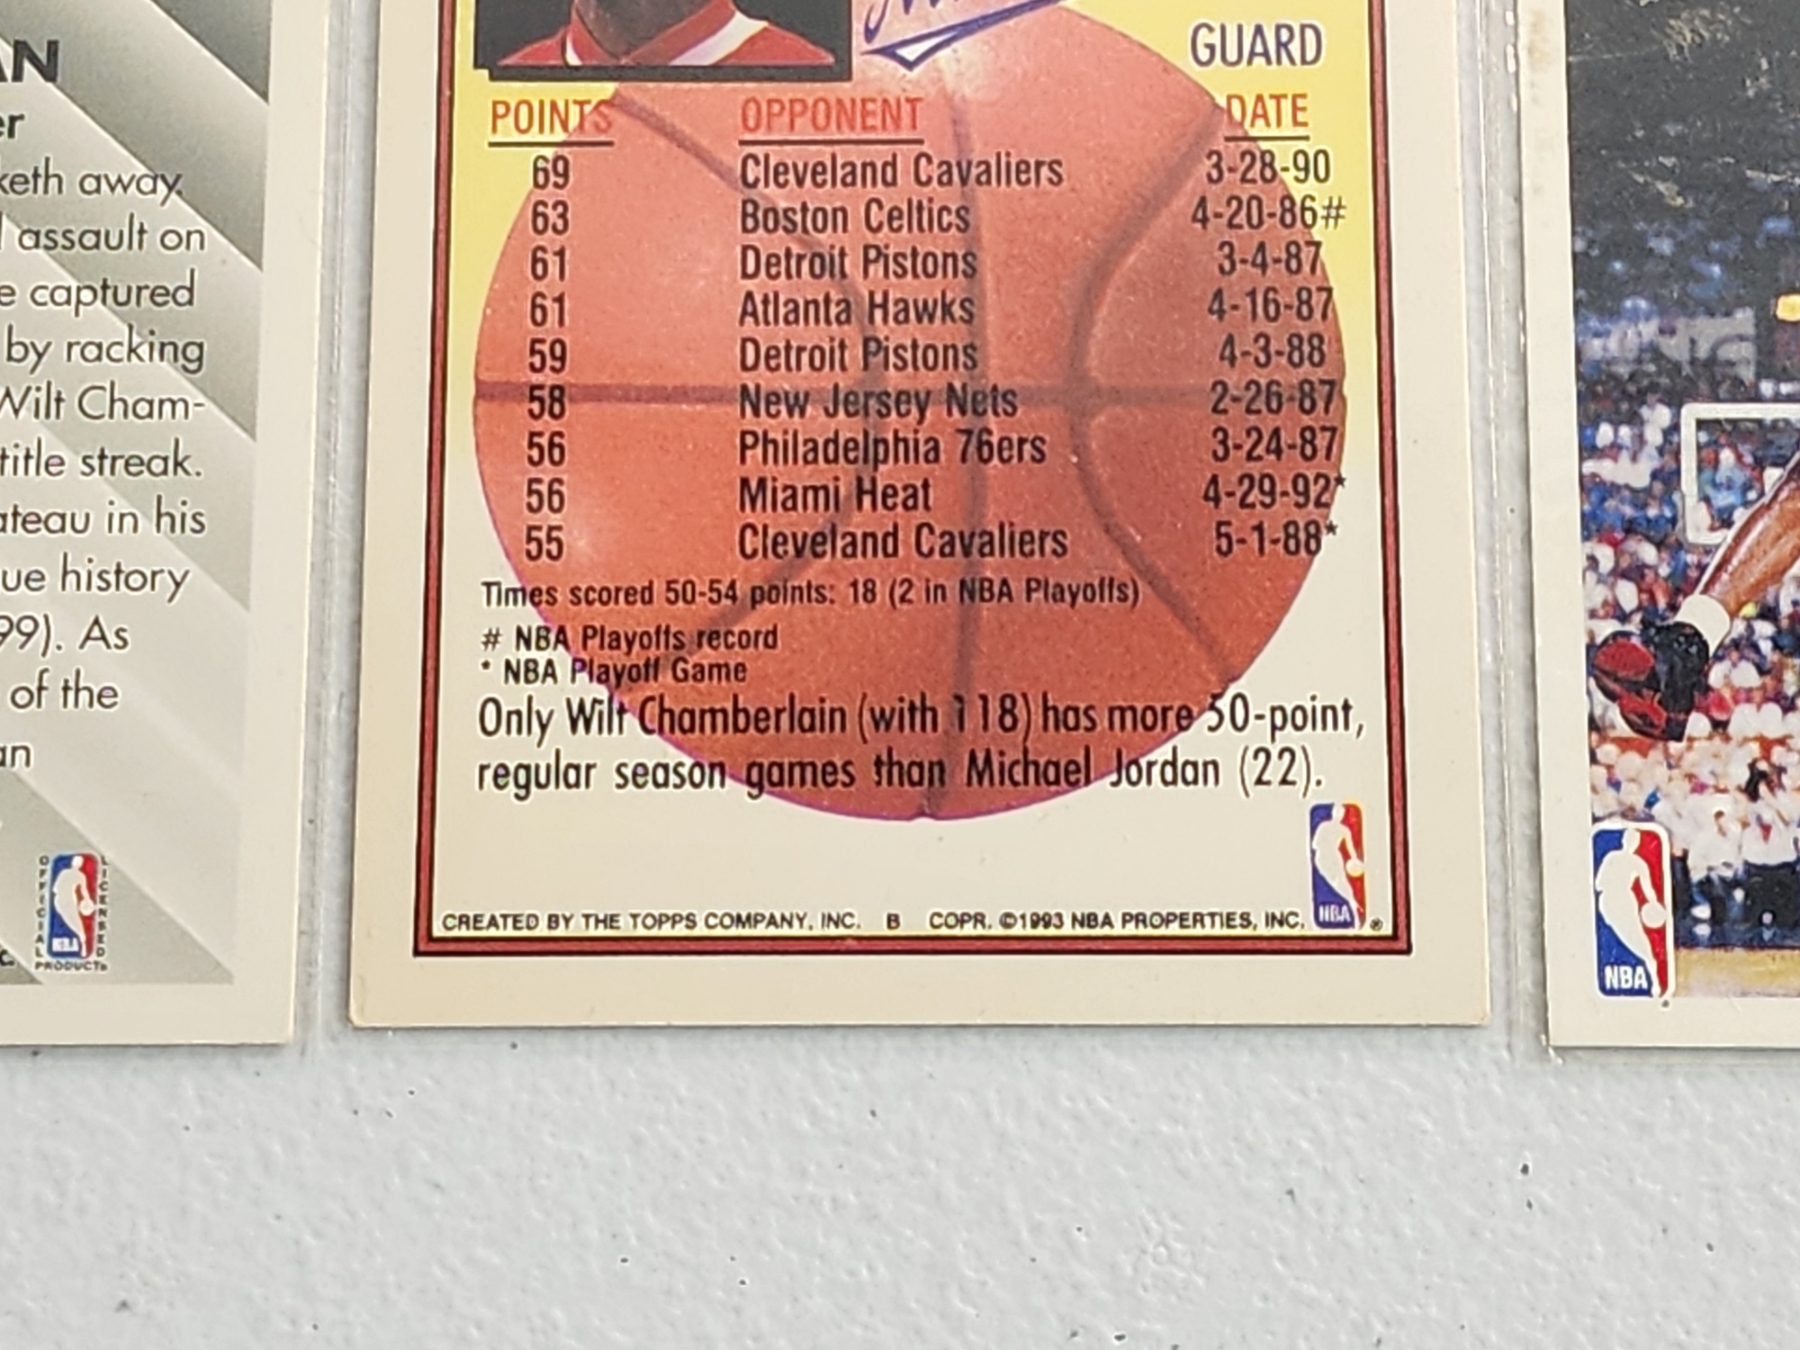 AN
er
keth away.
assault on
e captured
by racking
Wilt Cham-
title streak.
ateau in his
ue history
99). As
of the
an
OFFICIAL LICENSED
NBA
PRODUCT
GUARD
POINTS OPPONENT DATE
69 Cleveland Cavaliers 3-28-90
63 Boston Celtics 4-20-86#
61 Detroit Pistons 3-4-87
61 Atlanta Hawks 4-16-87
59 Detroit Pistons 4-3-88
58 New Jersey Nets 2-26-87
56 Philadelphia 76ers 3-24-87
56 Miami Heat 4-29-92*
55 Cleveland Cavaliers 5-1-88*
Times scored 50-54 points: 18 (2 in NBA Playoffs)
# NBA Playoffs record
* NBA Playoff Game
Only Wilt Chamberlain (with 118) has more 50-point,
regular season games than Michael Jordan (22).
CREATED BY THE TOPPS COMPANY, INC. B COPR. ©1993 NBA PROPERTIES, INC. NBA ®
NBA